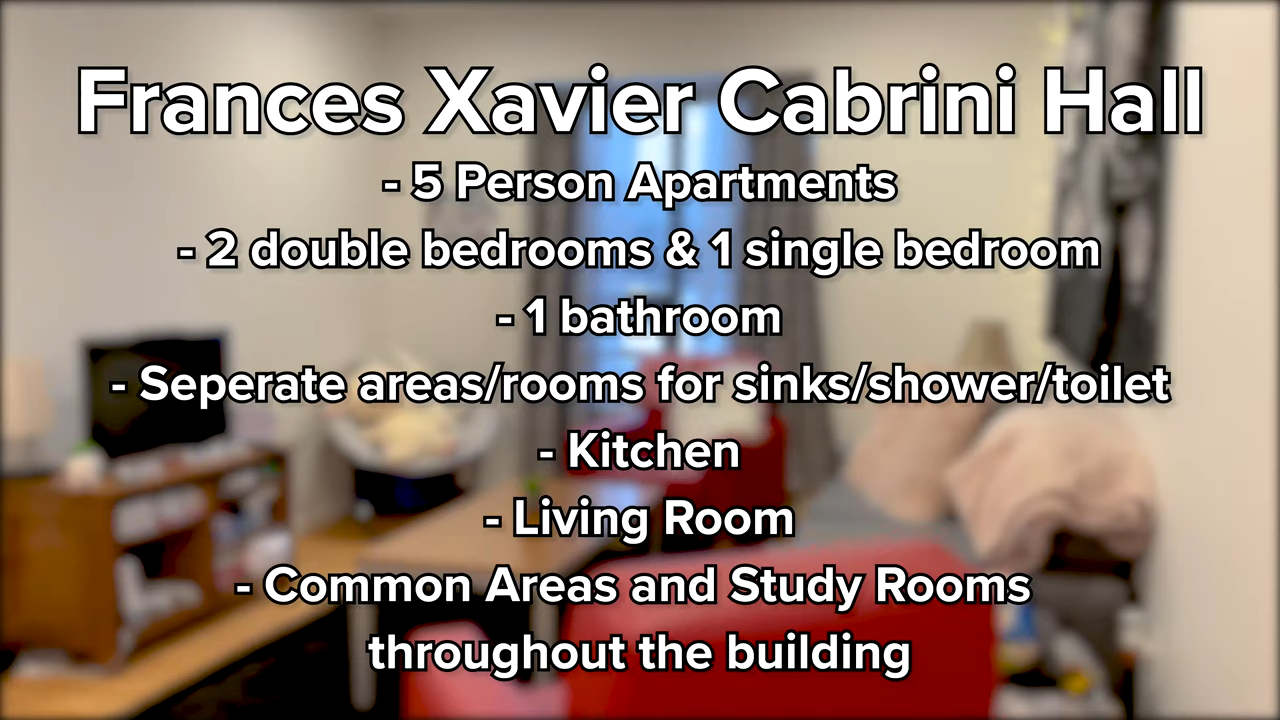 Frances Xavier Cabrini Hall
- 5 Person Apartments
- 2 double bedrooms & 1 single bedroom
- 1 bathroom
- Seperate areas/rooms for sinks/shower/toilet
- Kitchen
- Living Room
- Common Areas and Study Rooms
throughout the building